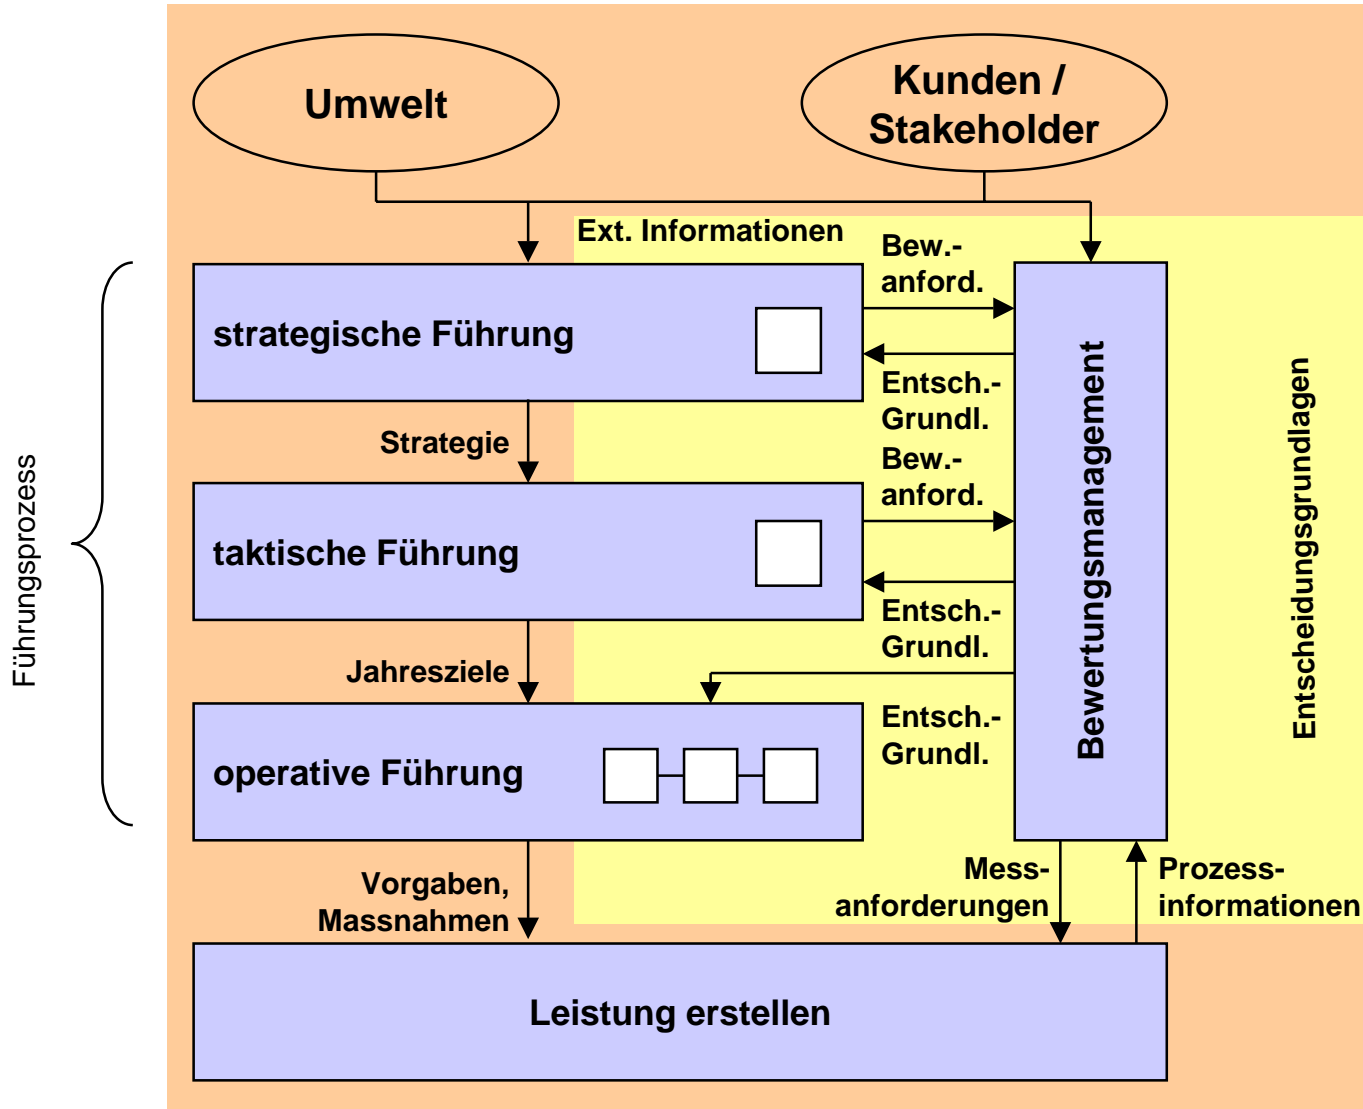 Umwelt
Kunden /
Stakeholder
Ext. Informationen
Bew.-
anford.
strategische Führung
Entsch.-
Grundl.
Strategie
Bew.-
anford.
taktische Führung
Entsch.-
Grundl.
Jahresziele
Entsch.-
Grundl.
operative Führung
Bewertungsmanagement
Entscheidungsgrundlagen
Führungsprozess
Vorgaben,
Massnahmen
Mess-
anforderungen
Prozess-
informationen
Leistung erstellen